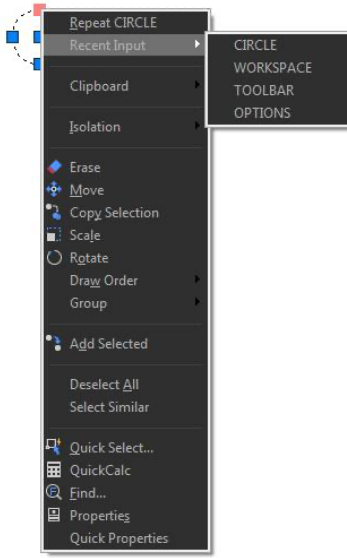 Repeat CIRCLE
Recent Input
CIRCLE
WORKSPACE
TOOLBAR
OPTIONS
Clipboard
Isolation
Erase
Move
Copy Selection
Scale
Rotate
Draw Order
Group
Add Selected
Deselect All
Select Similar
Quick Select...
QuickCalc
Find...
Properties
Quick Properties